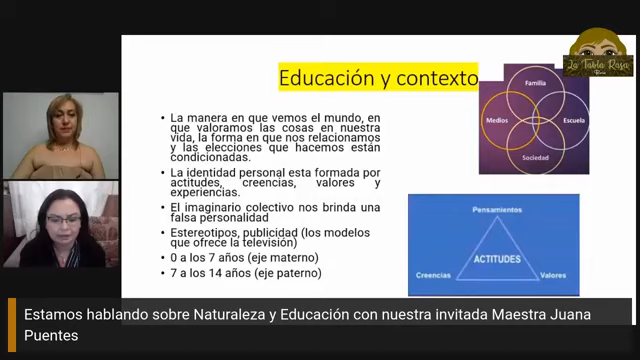 La Tabla Rasa
Educación y contexto
• La manera en que vemos el mundo, en
que valoramos las cosas en nuestra
vida, la forma en que nos relacionamos
y las elecciones que hacemos están
condicionadas.
• La identidad personal esta formada por
actitudes, creencias, valores y
experiencias.
• El imaginario colectivo nos brinda una
falsa personalidad
• Estereotipos, publicidad (los modelos
que ofrece la televisión)
• 0 a los 7 años (eje materno)
• 7 a los 14 años (eje paterno)
Familia
Medios
Escuela
Sociedad
Pensamientos
ACTITUDES
Creencias
Valores
Estamos hablando sobre Naturaleza y Educación con nuestra invitada Maestra Juana
Puentes